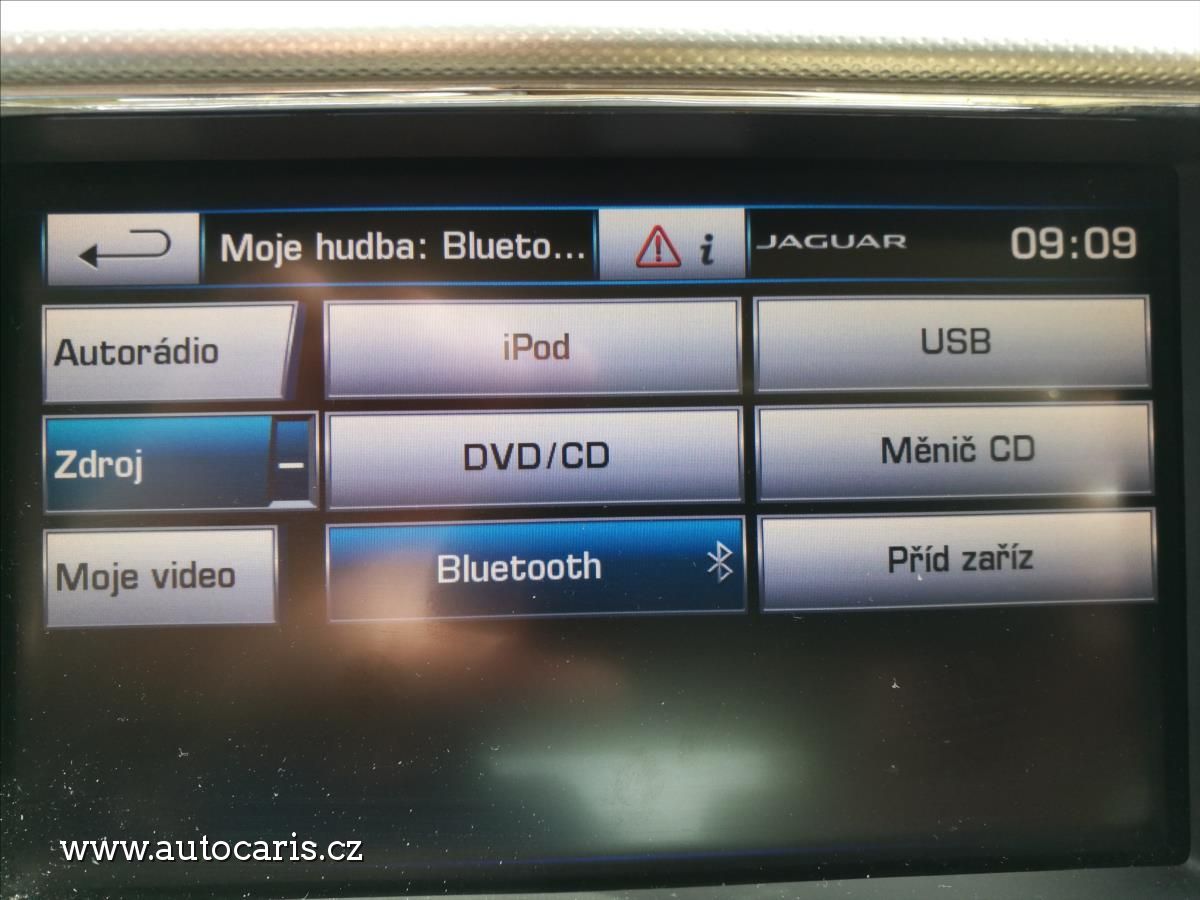 Moje hudba: Blueto... i JAGUAR 09:09
Autorádio iPod USB
Zdroj DVD/CD Měnič CD
Moje video Bluetooth Příd zaříz
www.autocaris.cz